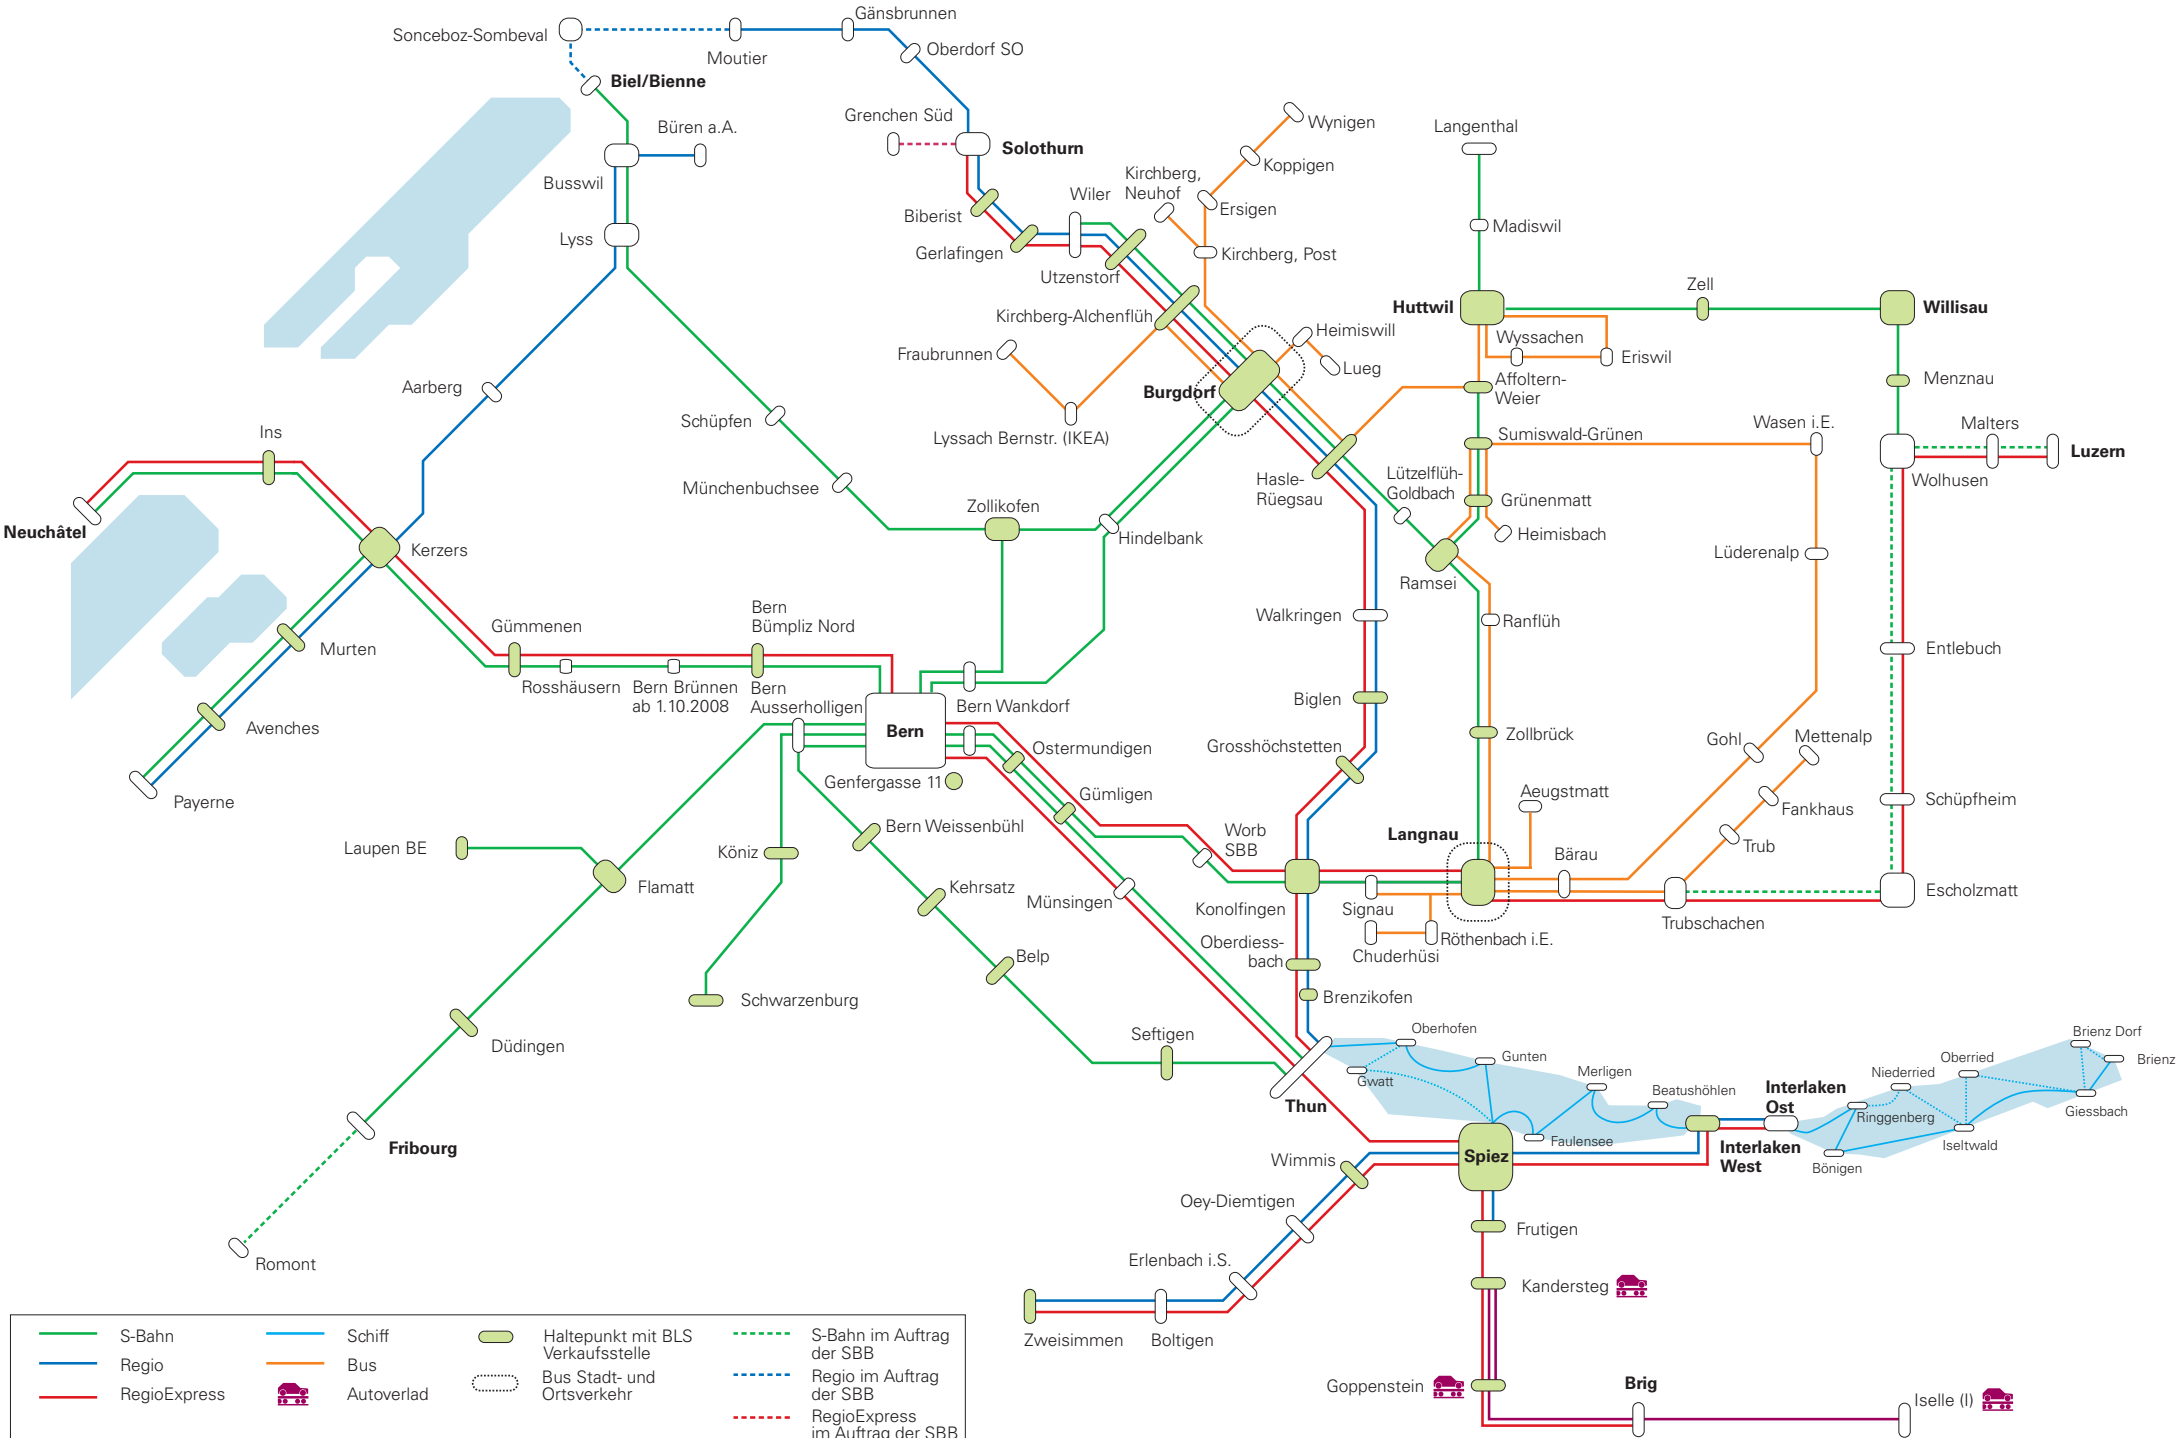 Gänsbrunnen
Sonceboz-Sombeval
Moutier
Oberdorf SO
Biel/Bienne
Büren a.A.
Grenchen Süd
Solothurn
Wynigen
Langenthal
Koppigen
Kirchberg,
Neuhof
Busswil
Wiler
Ersigen
Biberist
Madiswil
Lyss
Gerlafingen
Kirchberg, Post
Utzenstorf
Zell
Huttwil
Willisau
Kirchberg-Alchenflüh
Heimiswill
Wyssachen
Eriswil
Fraubrunnen
Lueg
Menznau
Aarberg
Burgdorf
Affoltern-
Weier
Schüpfen
Lyssach Bernstr. (IKEA)
Sumiswald-Grünen
Wasen i.E.
Malters
Luzern
Ins
Hasle-
Rüegsau
Lützelflüh-
Goldbach
Wolhusen
Münchenbuchsee
Zollikofen
Grünenmatt
Neuchâtel
Hindelbank
Heimisbach
Kerzers
Lüderenalp
Ramsei
Walkringen
Ranflüh
Gümmenen
Bern
Bümpliz Nord
Murten
Entlebuch
Rosshäusern
Bern Brünnen
ab 1.10.2008
Bern
Ausserholligen
Bern Wankdorf
Biglen
Avenches
Bern
Ostermundigen
Grosshöchstetten
Zollbrück
Gohl
Mettenalp
Genfergasse 11
Payerne
Gümligen
Aeugstmatt
Fankhaus
Schüpfheim
Laupen BE
Köniz
Bern Weissenbühl
Worb
SBB
Langnau
Bärau
Trub
Flamatt
Kehrsatz
Münsingen
Konolfingen
Signau
Escholzmatt
Trubschachen
Röthenbach i.E.
Chuderhüsi
Oberdiess-
bach
Belp
Schwarzenburg
Brenzikofen
Düdingen
Seftigen
Oberhofen
Gunten
Gwatt
Merligen
Beatushöhlen
Interlaken
Ost
Niederried
Oberried
Brienz Dorf
Brienz
Thun
Ringgenberg
Giessbach
Fribourg
Faulensee
Interlaken
West
Iseltwald
Bönigen
Spiez
Wimmis
Oey-Diemtigen
Frutigen
Romont
Erlenbach i.S.
Kandersteg
Zweisimmen
Boltigen
Goppenstein
Brig
Iselle (I)
S-Bahn
Regio
RegioExpress
Schiff
Bus
Autoverlad
Haltepunkt mit BLS
Verkaufsstelle
Bus Stadt- und
Ortsverkehr
S-Bahn im Auftrag
der SBB
Regio im Auftrag
der SBB
RegioExpress
im Auftrag der SBB